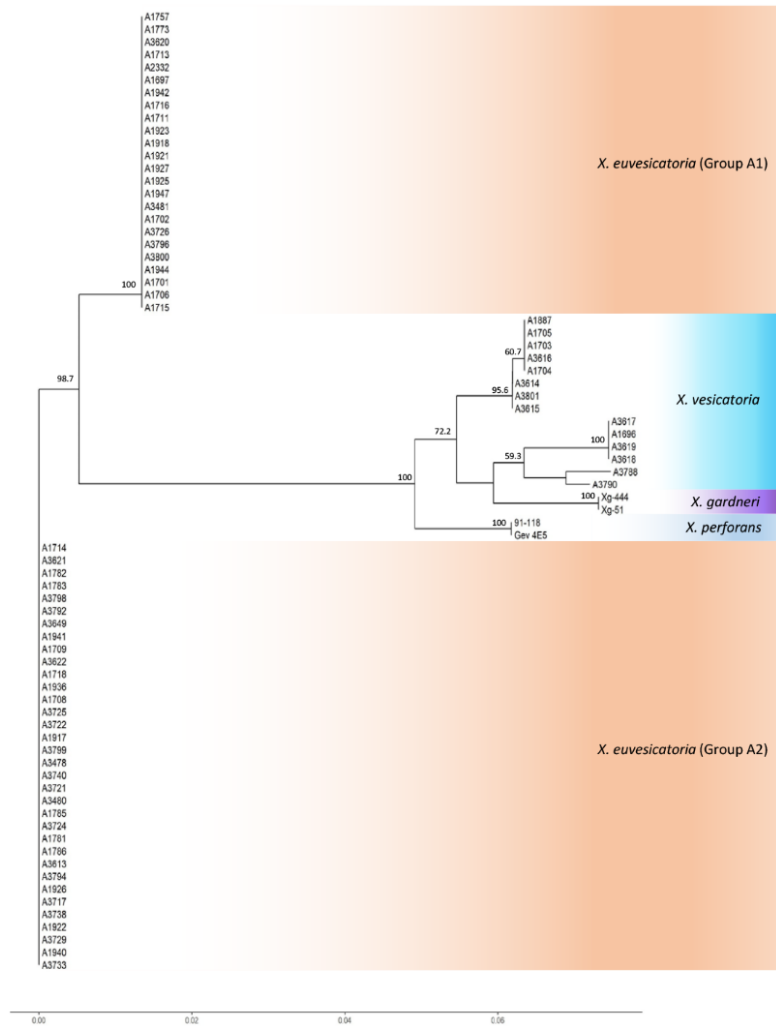 A1757
A1773
A3620
A1713
A2332
A1697
A1942
A1716
A1711
A1923
A1918
A1921
A1927
A1925
A1947
A3481
A1702
A3726
A3796
A3800
A1944
A1701
A1706
A1715
100
X. euvesicatoria (Group A1)
98.7
A1887
A1705
A1703
A3616
A1704
60.7
A3614
A3801
A3615
95.6
72.2
A3617
A1696
A3619
A3618
100
59.3
A3788
A3790
X. vesicatoria
100
Xg-444
Xg-51
X. gardneri
100
100
91-118
Gev 4E5
X. perforans
A1714
A3621
A1782
A1783
A3798
A3792
A3649
A1941
A1709
A3622
A1718
A1936
A1708
A3725
A3722
A1917
A3799
A3478
A3740
A3721
A3480
A1785
A3724
A1781
A1786
A3613
A3794
A1926
A3717
A3738
A1922
A3729
A1940
A3733
X. euvesicatoria (Group A2)
0.00 0.02 0.04 0.06